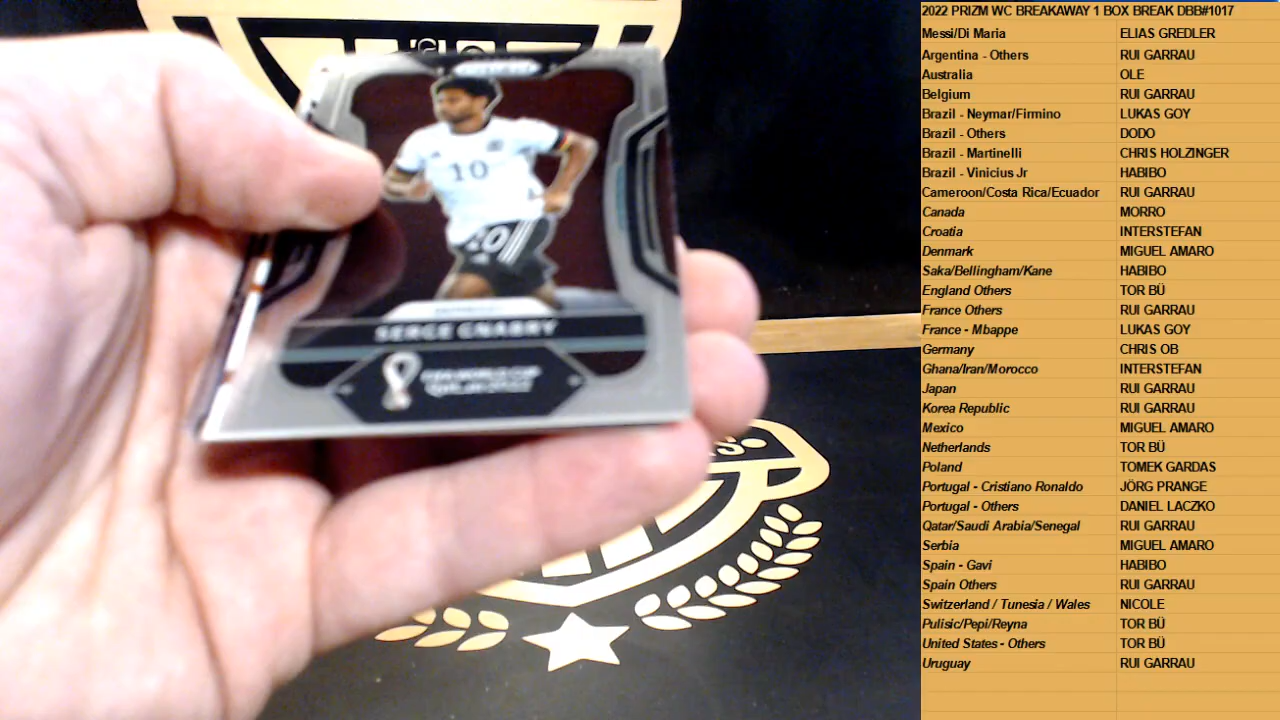 10
20
SERGE GNABRY
FIFA WORLD CUP
2022 PRIZM WC BREAKAWAY 1 BOX BREAK DBB#1017
Messi/Di Maria ELIAS GREDLER
Argentina - Others RUI GARRAU
Australia OLE
Belgium RUI GARRAU
Brazil - Neymar/Firmino LUKAS GOY
Brazil - Others DODO
Brazil - Martinelli CHRIS HOLZINGER
Brazil - Vinicius Jr HABIBO
Cameroon/Costa Rica/Ecuador RUI GARRAU
Canada MORRO
Croatia INTERSTEFAN
Denmark MIGUEL AMARO
Saka/Bellingham/Kane HABIBO
England Others TOR BÜ
France Others RUI GARRAU
France - Mbappe LUKAS GOY
Germany CHRIS OB
Ghana/Iran/Morocco INTERSTEFAN
Japan RUI GARRAU
Korea Republic RUI GARRAU
Mexico MIGUEL AMARO
Netherlands TOR BÜ
Poland TOMEK GARDAS
Portugal - Cristiano Ronaldo JÖRG PRANGE
Portugal - Others DANIEL LACZKO
Qatar/Saudi Arabia/Senegal RUI GARRAU
Serbia MIGUEL AMARO
Spain - Gavi HABIBO
Spain Others RUI GARRAU
Switzerland / Tunesia / Wales NICOLE
Pulisic/Pepi/Reyna TOR BÜ
United States - Others TOR BÜ
Uruguay RUI GARRAU